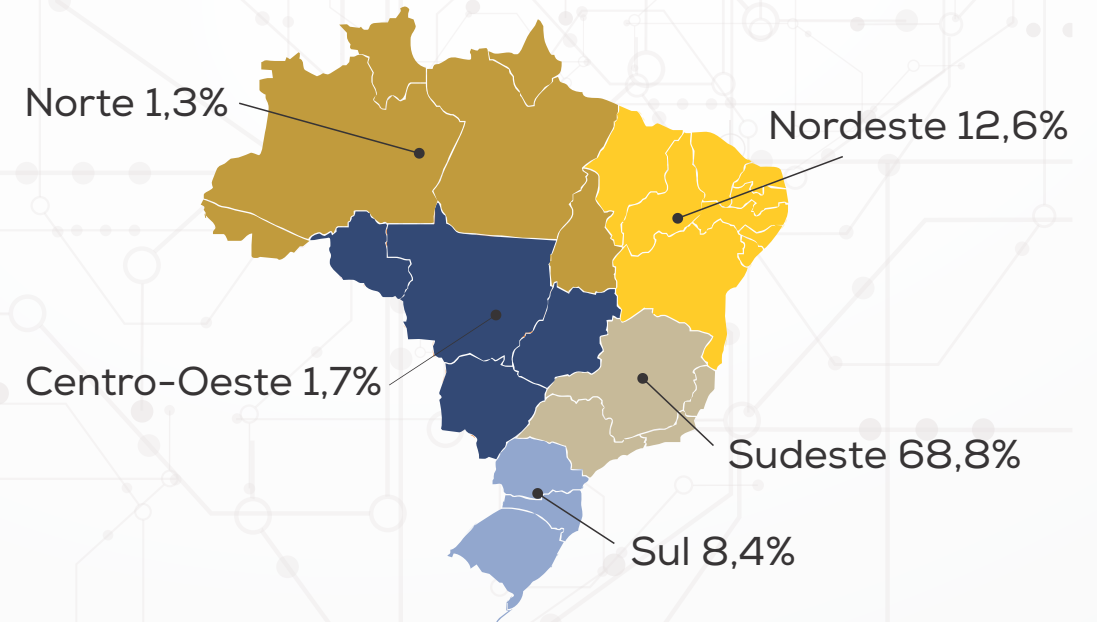 Norte 1,3%
Nordeste 12,6%
Centro-Oeste 1,7%
Sudeste 68,8%
Sul 8,4%